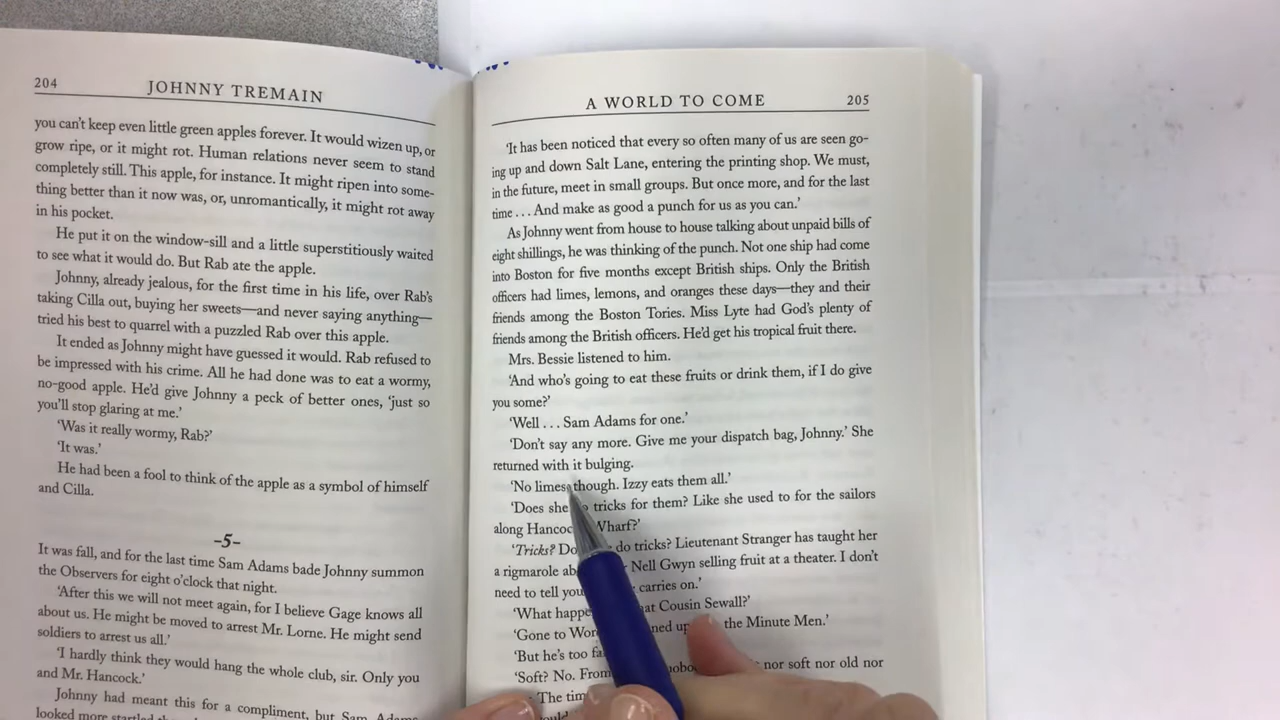 204
JOHNNY TREMAIN
you can't keep even little green apples forever. It would wizen up, or
grow ripe, or it might rot. Human relations never seem to stand
completely still. This apple, for instance. It might ripen into some-
thing better than it now was, or, unromantically, it might rot away
in his pocket.
He put it on the window-sill and a little superstitiously waited
to see what it would do. But Rab ate the apple.
Johnny, already jealous, for the first time in his life, over Rab's
taking Cilla out, buying her sweets—and never saying anything—
tried his best to quarrel with a puzzled Rab over this apple.
It ended as Johnny might have guessed it would. Rab refused to
be impressed with his crime. All he had done was to eat a wormy,
no-good apple. He'd give Johnny a peck of better ones, 'just so
you'll stop glaring at me.'
'Was it really wormy, Rab?'
'It was.'
He had been a fool to think of the apple as a symbol of himself
and Cilla.
-5-
It was fall, and for the last time Sam Adams bade Johnny summon
the Observers for eight o'clock that night.
'After this we will not meet again, for I believe Gage knows all
about us. He might be moved to arrest Mr. Lorne. He might send
soldiers to arrest us all.'
'I hardly think they would hang the whole club, sir. Only you
and Mr. Hancock.'
Johnny had meant this for a compliment, but Sam Adams
looked more startled
A WORLD TO COME
205
'It has been noticed that every so often many of us are seen go-
ing up and down Salt Lane, entering the printing shop. We must,
in the future, meet in small groups. But once more, and for the last
time . . . And make as good a punch for us as you can.'
As Johnny went from house to house talking about unpaid bills of
eight shillings, he was thinking of the punch. Not one ship had come
into Boston for five months except British ships. Only the British
officers had limes, lemons, and oranges these days—they and their
friends among the Boston Tories. Miss Lyte had God's plenty of
friends among the British officers. He'd get his tropical fruit there.
Mrs. Bessie listened to him.
'And who's going to eat these fruits or drink them, if I do give
you some?'
'Well . . . Sam Adams for one.'
'Don't say any more. Give me your dispatch bag, Johnny.' She
returned with it bulging.
'No limes though. Izzy eats them all.'
'Does she tricks for them? Like she used to for the sailors
along Hancock Wharf?'
'Tricks? Do do tricks? Lieutenant Stranger has taught her
a rigmarole Nell Gwyn selling fruit at a theater. I don't
need to tell you carries on.'
'What Cousin Sewall?'
'Gone to the Minute Men.'
'But he's too
'Soft? No. From nor soft nor old nor
The